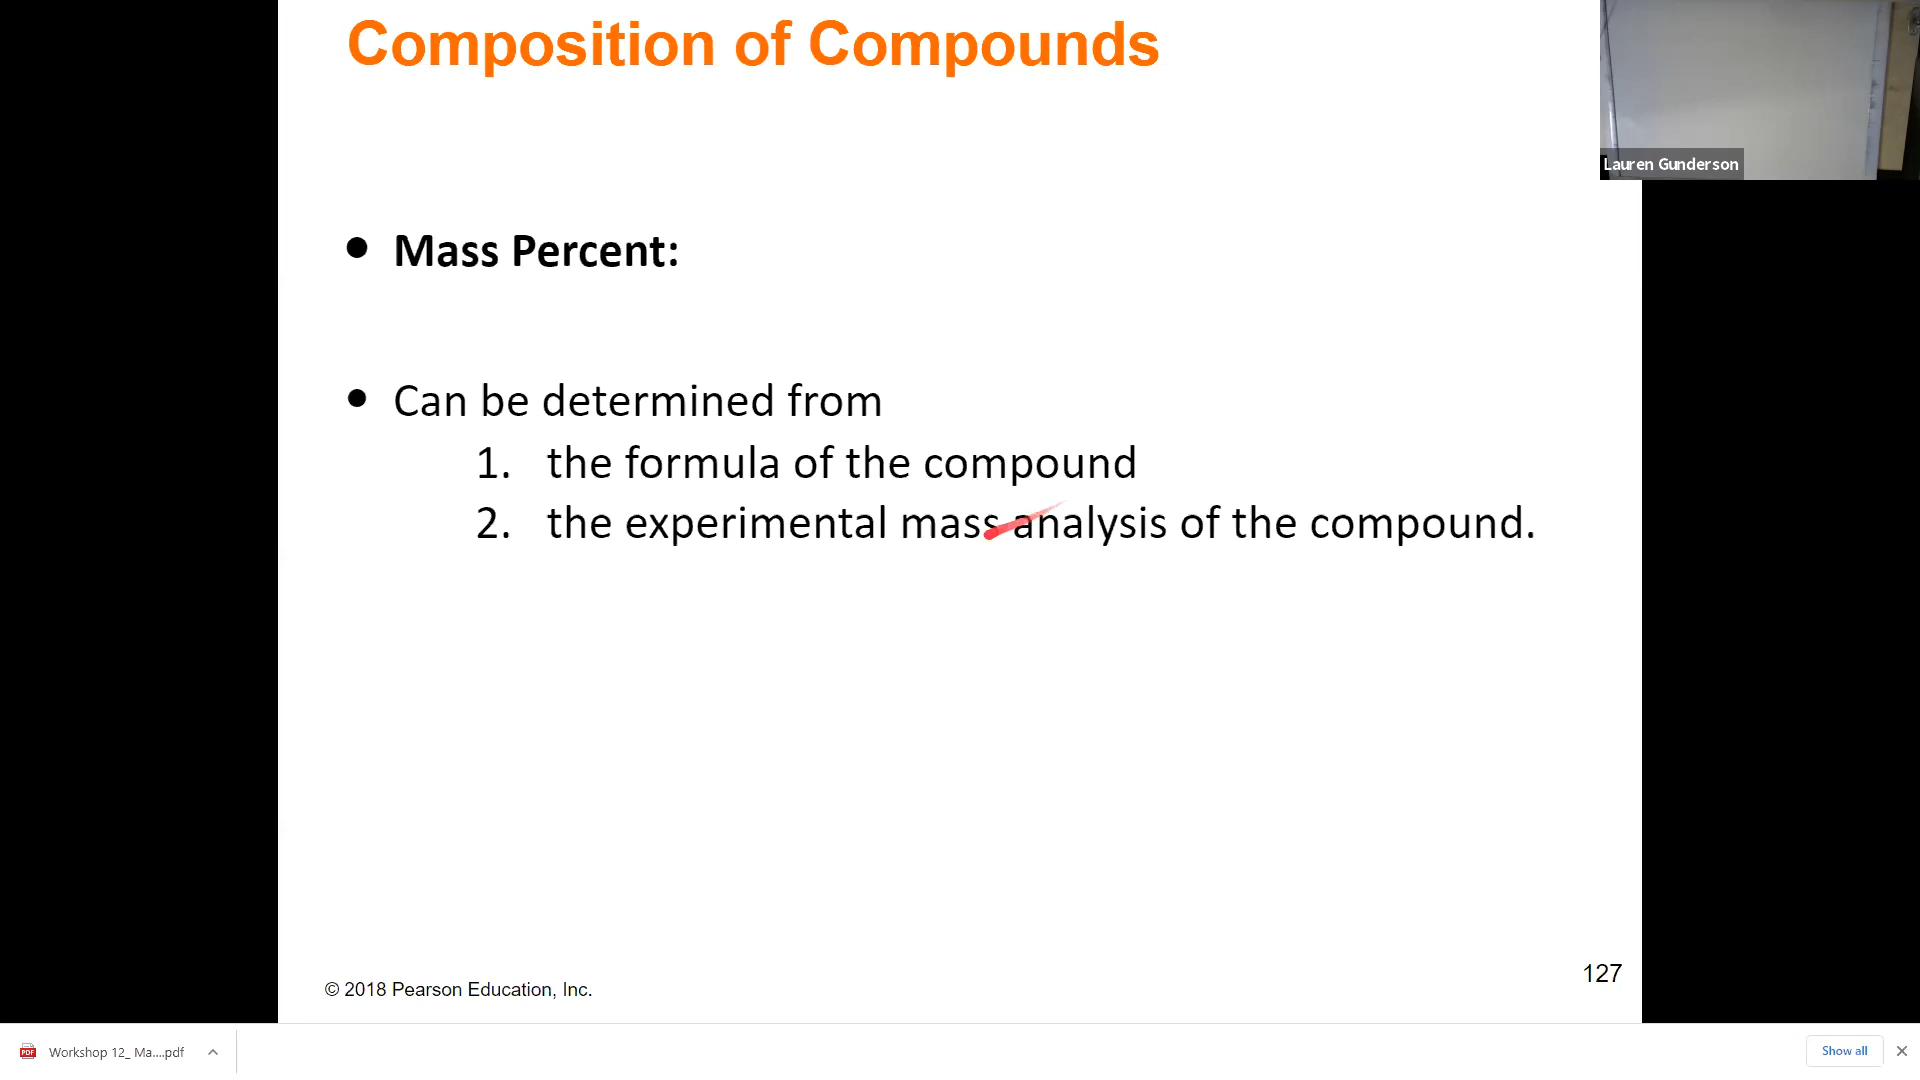 Composition of Compounds
Lauren Gunderson
• Mass Percent:
• Can be determined from
1. the formula of the compound
2. the experimental mass analysis of the compound.
127
© 2018 Pearson Education, Inc.
PDF
Workshop 12_ Ma....pdf
Show all